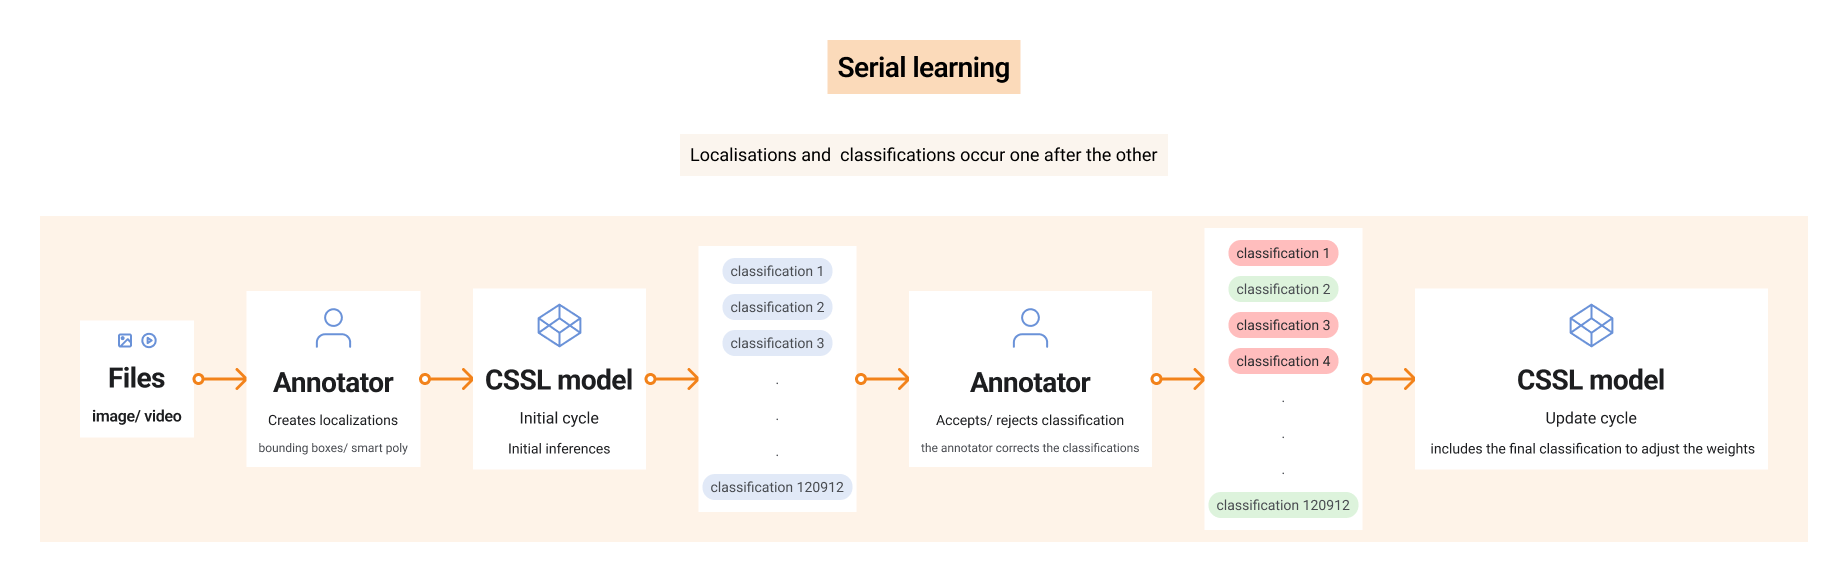 Serial learning
Localisations and  classifications occur one after the other
Files
image/ video
Annotator
Creates localizations
bounding boxes/ smart poly
CSSL model
Initial cycle
Initial inferences
classification 1
classification 2
classification 3
.
.
.
classification 120912
Annotator
Accepts/ rejects classification
the annotator corrects the classifications
classification 1
classification 2
classification 3
classification 4
.
.
.
classification 120912
CSSL model
Update cycle
includes the final classification to adjust the weights